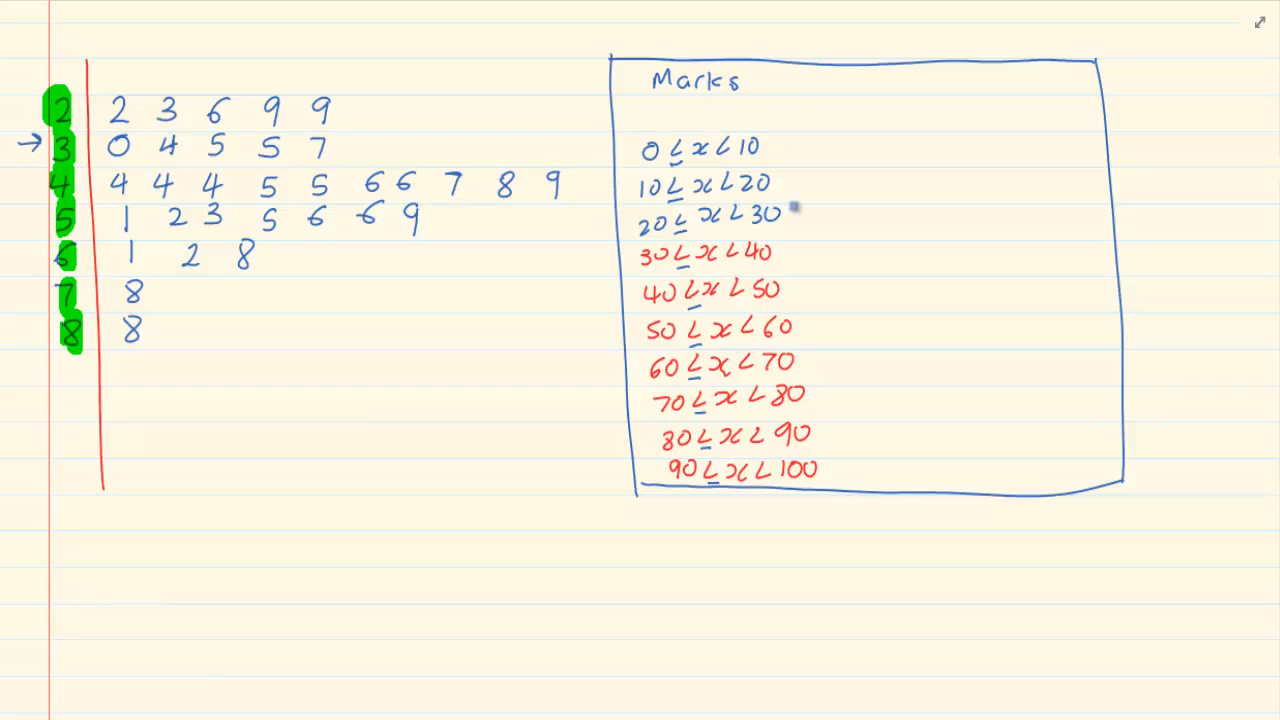 2 2 3 6 9 9
→ 3 0 4 5 5 7
4 4 4 4 5 5 6 6 7 8 9
5 1 2 3 5 6 6 9
6 1 2 8
7 8
8 8
Marks
0 ≤ x < 10
10 ≤ x < 20
20 ≤ x < 30
30 ≤ x < 40
40 ≤ x < 50
50 ≤ x < 60
60 ≤ x < 70
70 ≤ x < 80
80 ≤ x < 90
90 ≤ x < 100